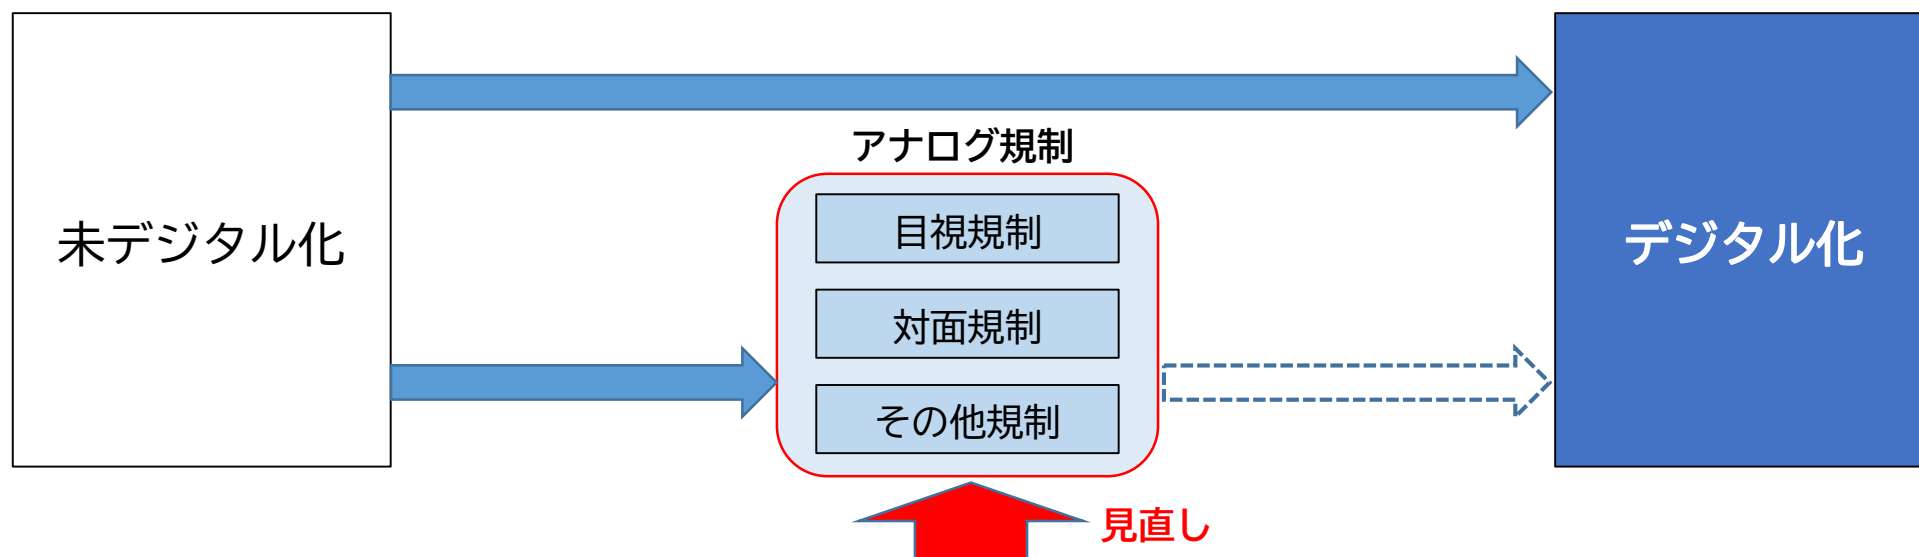 アナログ規制
未デジタル化
目視規制
対面規制
その他規制
デジタル化
見直し